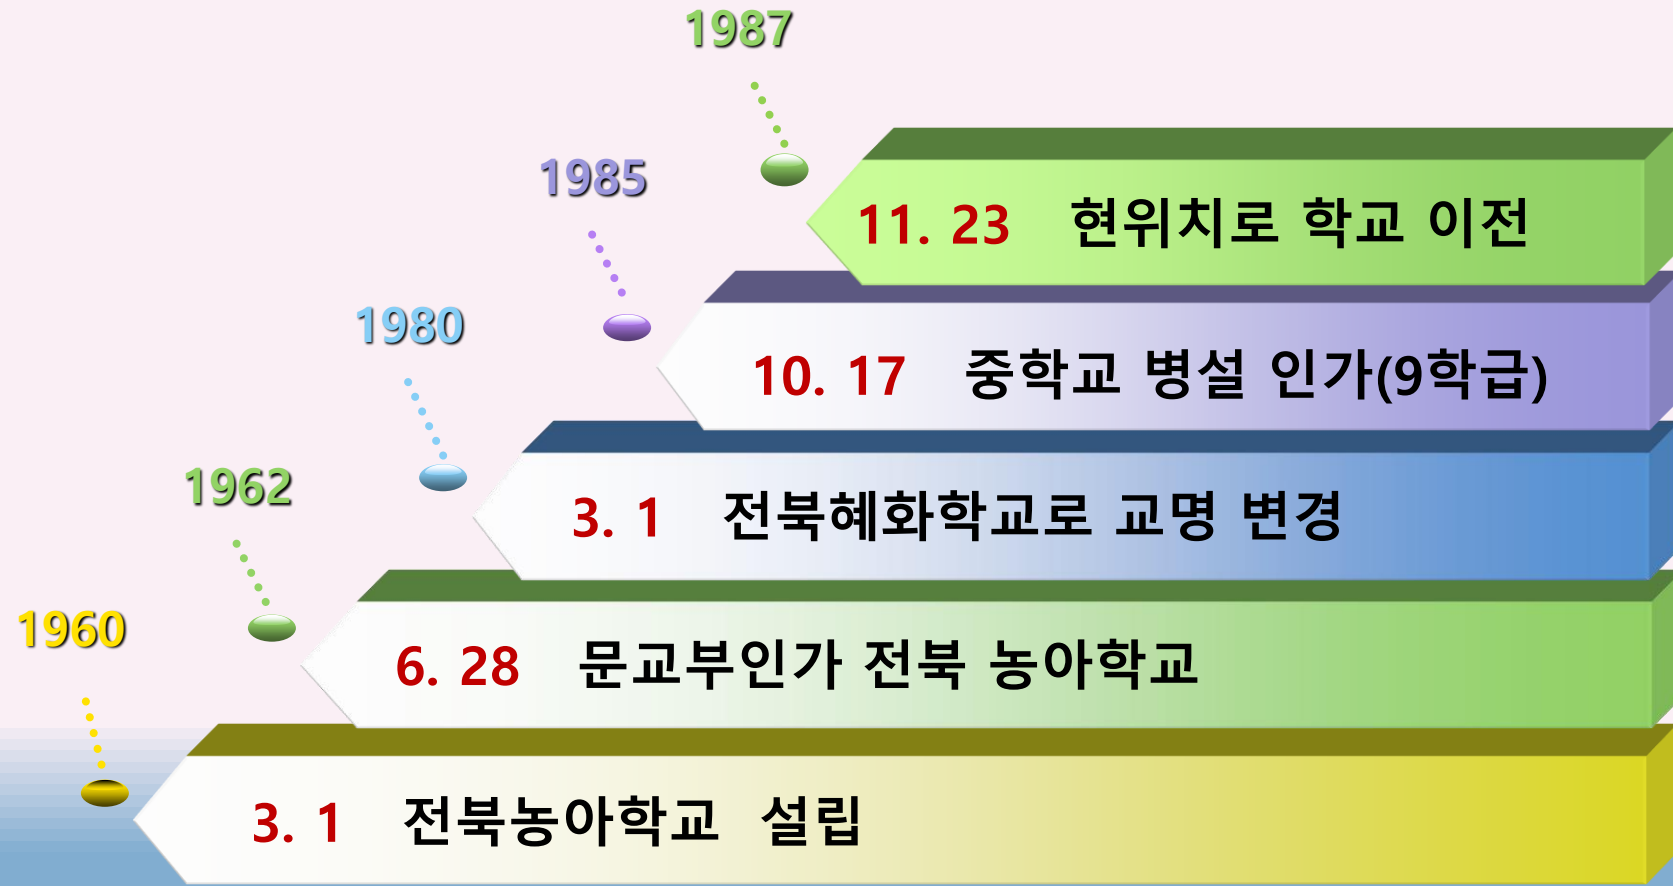 1987
11. 23 현위치로 학교 이전
1985
10. 17 중학교 병설 인가(9학급)
1980
3. 1 전북혜화학교로 교명 변경
1962
6. 28 문교부인가 전북 농아학교
1960
3. 1 전북농아학교 설립